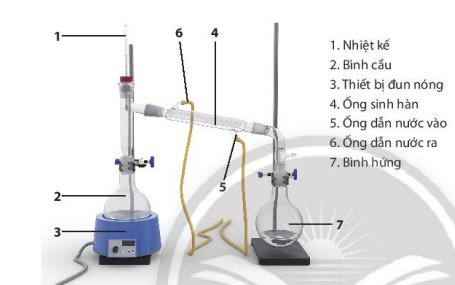 1
6
4
1. Nhiệt kế
2. Bình cầu
3. Thiết bị đun nóng
4. Ống sinh hàn
5. Ống dẫn nước vào
6. Ống dẫn nước ra
7. Bình hứng
5
2
7
3